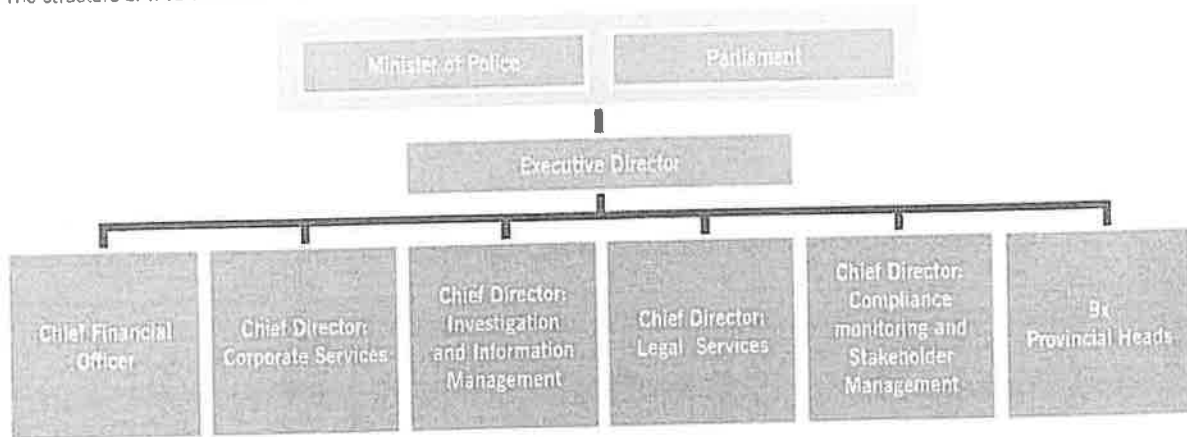 The structure of
Minister of Police
Parliament
Executive Director
Chief Financial
Officer
Chief Director:
Corporate Services
Chief Director:
Investigation
and Information
Management
Chief Director:
Legal Services
Chief Director:
Compliance
monitoring and
Stakeholder
Management
9x
Provincial Heads